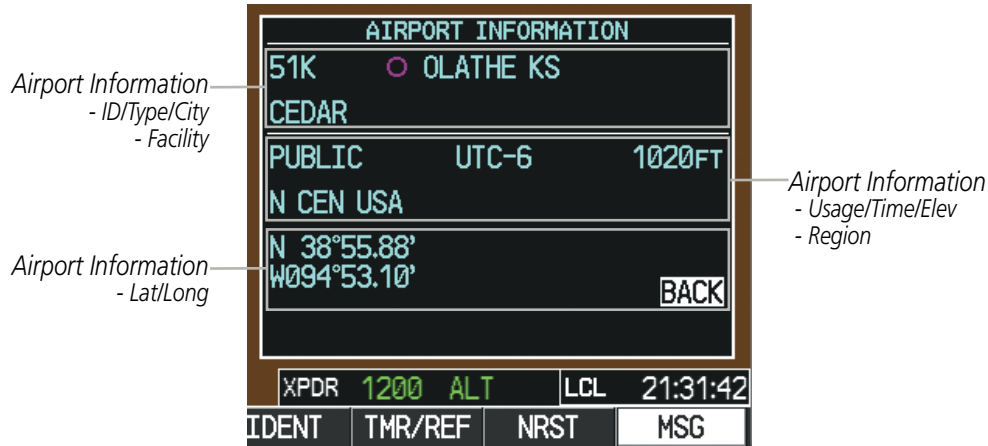 AIRPORT INFORMATION
51K OLATHE KS
CEDAR
Airport Information
- ID/Type/City
- Facility
PUBLIC UTC-6 1020FT
N CEN USA
Airport Information
- Usage/Time/Elev
- Region
N 38°55.88'
W094°53.10'
BACK
Airport Information
- Lat/Long
XPDR 1200 ALT LCL 21:31:42
IDENT TMR/REF NRST MSG